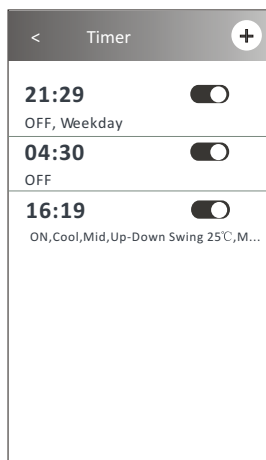 < Timer +
21:29
OFF, Weekday
04:30
OFF
16:19
ON,Cool,Mid,Up-Down Swing 25℃,M...